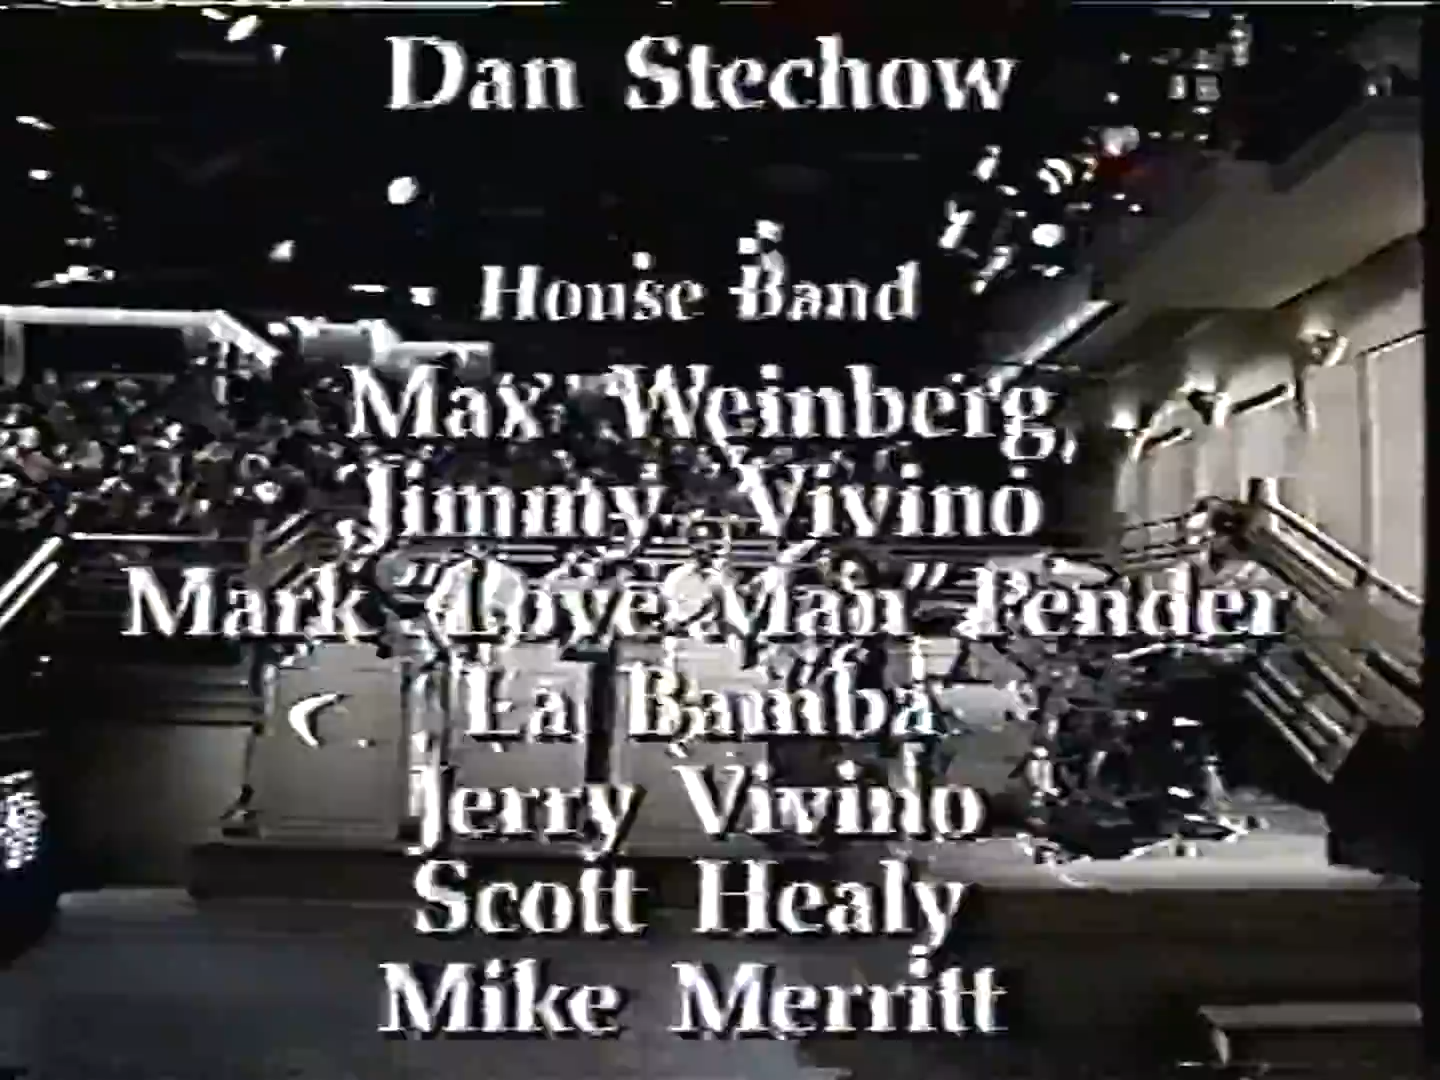 Dan Stechow
House Band
Max Weinberg,
Jimmy Vivino
Mark "Love Man" Pender
La Bamba
Jerry Vivino
Scott Healy
Mike Merritt